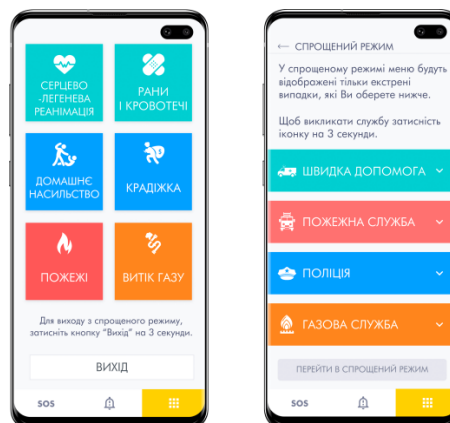 СЕРЦЕВО
-ЛЕГЕНЕВА
РЕАНІМАЦІЯ
РАНИ
І КРОВОТЕЧІ
ДОМАШНЄ
НАСИЛЬСТВО
КРАДІЖКА
ПОЖЕЖІ
ВИТІК ГАЗУ
Для виходу з спрощеного режиму,
затисніть кнопку "Вихід" на 3 секунди.
ВИХІД
SOS
← СПРОЩЕНИЙ РЕЖИМ
У спрощеному режимі меню будуть
відображені тільки екстрені
випадки, які Ви оберете нижче.
Щоб викликати службу затисність
іконку на 3 секунди.
ШВИДКА ДОПОМОГА
ПОЖЕЖНА СЛУЖБА
ПОЛІЦІЯ
ГАЗОВА СЛУЖБА
ПЕРЕЙТИ В СПРОЩЕНИЙ РЕЖИМ
SOS